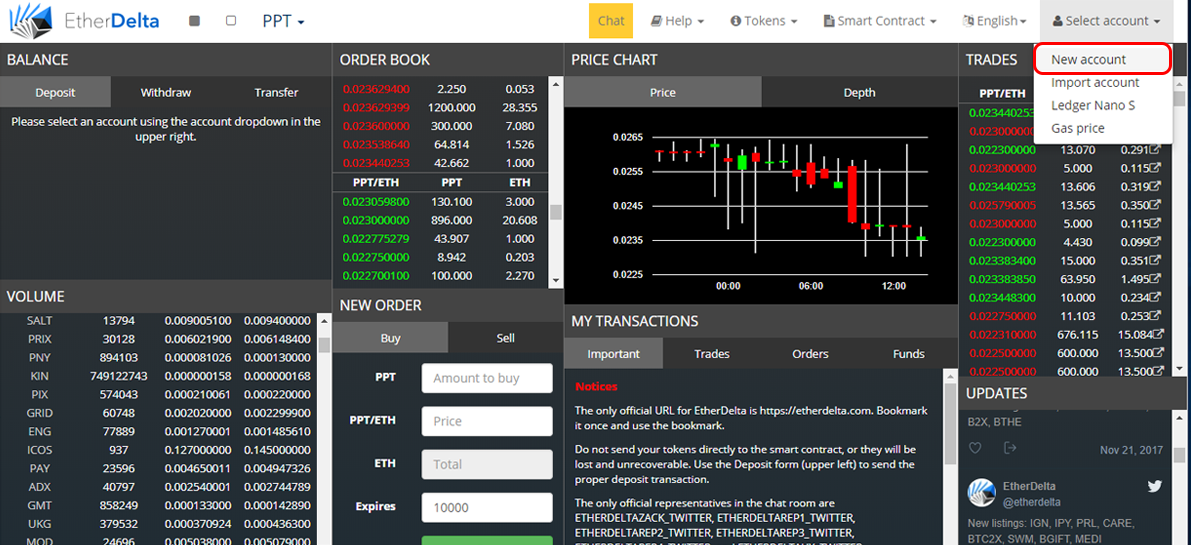 EtherDelta
PPT
Chat
Help
Tokens
Smart Contract
English
Select account
New account
Import account
Ledger Nano S
Gas price
BALANCE
Deposit Withdraw Transfer
Please select an account using the account dropdown in the
upper right.
VOLUME
SALT 13794 0.009005100 0.009400000
PRIX 30128 0.006021900 0.006148400
PNY 894103 0.000081026 0.000130000
KIN 749122743 0.000000158 0.000000168
PIX 574043 0.000210061 0.000220000
GRID 60748 0.002020000 0.002299900
ENG 77889 0.001270001 0.001485610
ICOS 937 0.127000000 0.145000000
PAY 23596 0.004650011 0.004947326
ADX 40797 0.002540001 0.002744789
GMT 858249 0.000133000 0.000142890
UKG 379532 0.000370924 0.000436300
MOD 24696 0.005038000 0.005079000
ORDER BOOK
0.023629400 2.250 0.053
0.023629399 1200.000 28.355
0.023600000 300.000 7.080
0.023538640 64.814 1.526
0.023440253 42.662 1.000
PPT/ETH PPT ETH
0.023059800 130.100 3.000
0.023000000 896.000 20.608
0.022775279 43.907 1.000
0.022750000 8.942 0.203
0.022700100 100.000 2.270
NEW ORDER
Buy Sell
PPT Amount to buy
PPT/ETH Price
ETH Total
Expires 10000
PRICE CHART
Price Depth
0.0265
0.0255
0.0245
0.0235
0.0225
00:00 06:00 12:00
MY TRANSACTIONS
Important Trades Orders Funds
Notices
The only official URL for EtherDelta is https://etherdelta.com. Bookmark
it once and use the bookmark.
Do not send your tokens directly to the smart contract, or they will be
lost and unrecoverable. Use the Deposit form (upper left) to send the
proper deposit transaction.
The only official representatives in the chat room are
ETHERDELTAZACK_TWITTER, ETHERDELTAREP1_TWITTER,
ETHERDELTAREP2_TWITTER, ETHERDELTAREP3_TWITTER,
TRADES
PPT/ETH
0.023440253
0.023000000
0.022300000 13.070 0.291
0.023000000 5.000 0.115
0.023440253 13.606 0.319
0.025790005 13.565 0.350
0.023000000 5.000 0.115
0.022300000 4.430 0.099
0.023383400 15.000 0.351
0.023383850 63.950 1.495
0.023448300 10.000 0.234
0.022750000 11.103 0.253
0.022310000 676.115 15.084
0.022500000 600.000 13.500
0.022500000 600.000 13.500
UPDATES
B2X, BTHE
Nov 21, 2017
EtherDelta
@etherdelta
New listings: IGN, IPY, PRL, CARE,
BTC2X, SWM, BGIFT, MEDI